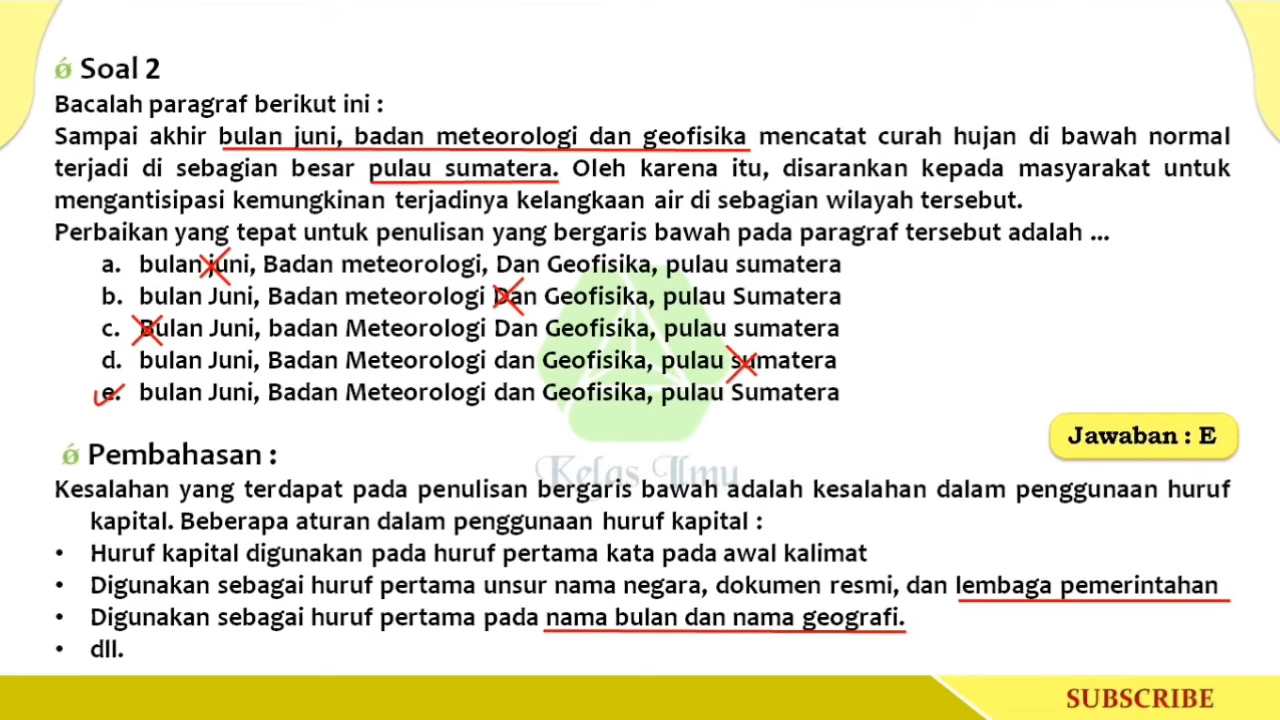 ǿ Soal 2
Bacalah paragraf berikut ini :
Sampai akhir bulan juni, badan meteorologi dan geofisika mencatat curah hujan di bawah normal
terjadi di sebagian besar pulau sumatera. Oleh karena itu, disarankan kepada masyarakat untuk
mengantisipasi kemungkinan terjadinya kelangkaan air di sebagian wilayah tersebut.
Perbaikan yang tepat untuk penulisan yang bergaris bawah pada paragraf tersebut adalah ...
a. bulan juni, Badan meteorologi, Dan Geofisika, pulau sumatera
b. bulan Juni, Badan meteorologi Dan Geofisika, pulau Sumatera
c. Bulan Juni, badan Meteorologi Dan Geofisika, pulau sumatera
d. bulan Juni, Badan Meteorologi dan Geofisika, pulau sumatera
e. bulan Juni, Badan Meteorologi dan Geofisika, pulau Sumatera
Jawaban : E
ǿ Pembahasan :
Kelas Ilmu
Kesalahan yang terdapat pada penulisan bergaris bawah adalah kesalahan dalam penggunaan huruf
kapital. Beberapa aturan dalam penggunaan huruf kapital :
• Huruf kapital digunakan pada huruf pertama kata pada awal kalimat
• Digunakan sebagai huruf pertama unsur nama negara, dokumen resmi, dan lembaga pemerintahan
• Digunakan sebagai huruf pertama pada nama bulan dan nama geografi.
• dll.
SUBSCRIBE